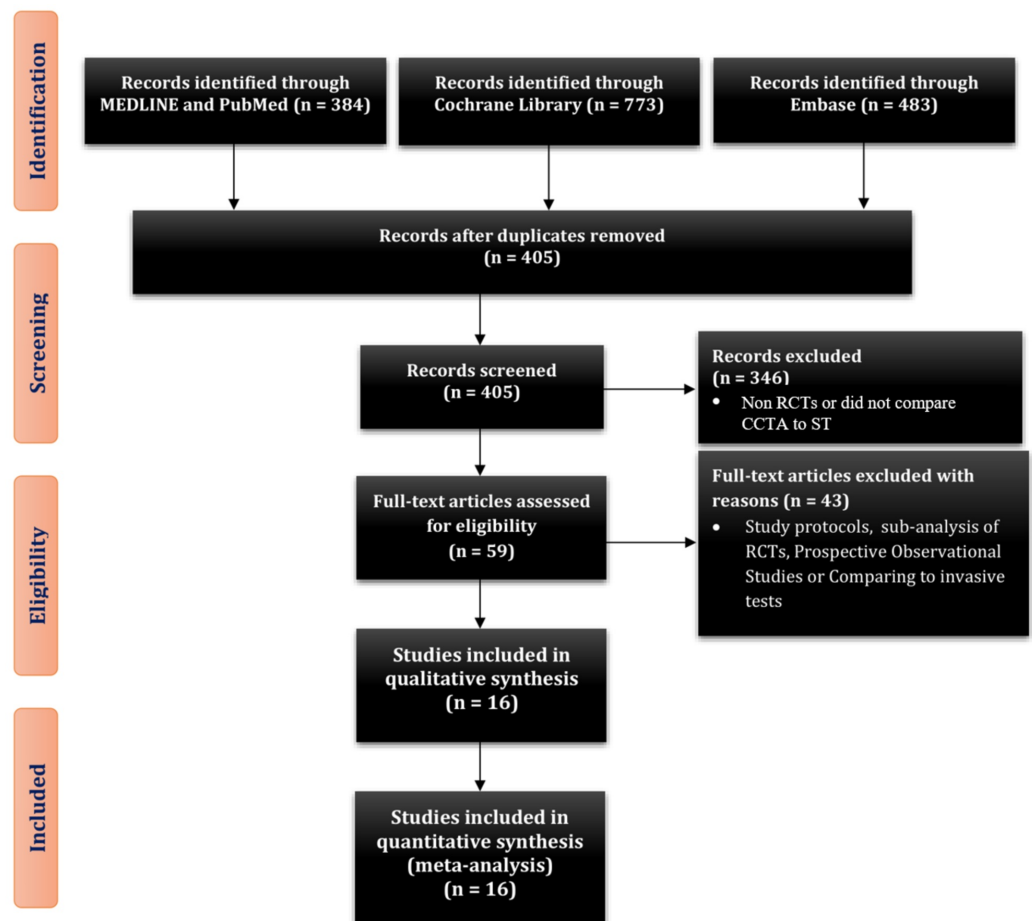 Identification
Records identified through
MEDLINE and PubMed (n = 384)
Records identified through
Cochrane Library (n = 773)
Records identified through
Embase (n = 483)
Records after duplicates removed
(n = 405)
Screening
Records screened
(n = 405)
Records excluded
(n = 346)
• Non RCTs or did not compare
CCTA to ST
Eligibility
Full-text articles assessed
for eligibility
(n = 59)
Full-text articles excluded with
reasons (n = 43)
• Study protocols, sub-analysis of
RCTs, Prospective Observational
Studies or Comparing to invasive
tests
Studies included in
qualitative synthesis
(n = 16)
Included
Studies included in
quantitative synthesis
(meta-analysis)
(n = 16)